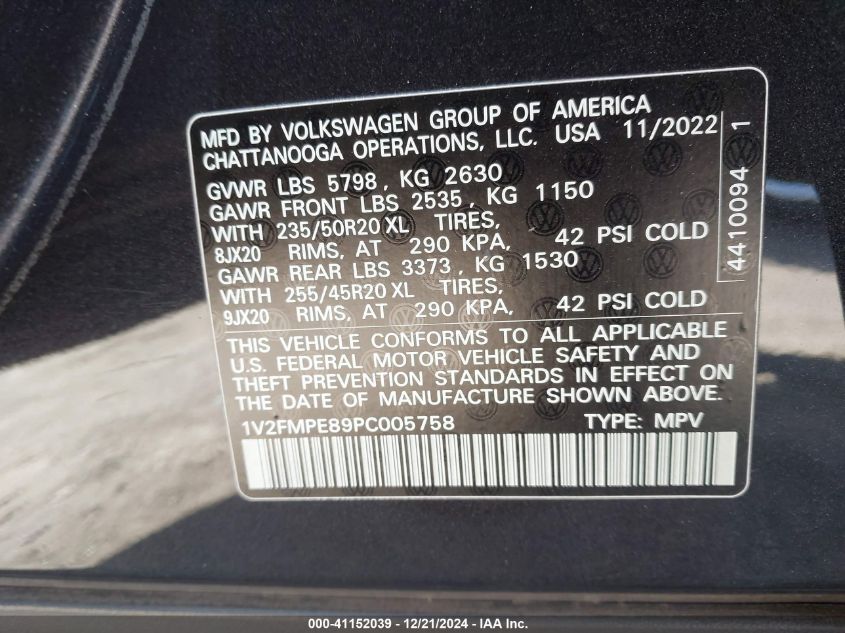 MFD BY VOLKSWAGEN GROUP OF AMERICA
CHATTANOOGA OPERATIONS, LLC. USA 11/2022
GVWR LBS 5798, KG 2630
GAWR FRONT LBS 2535, KG 1150
WITH 235/50R20 XL TIRES,
8JX20 RIMS, AT 290 KPA, 42 PSI COLD
GAWR REAR LBS 3373, KG 1530
WITH 255/45R20 XL TIRES,
9JX20 RIMS, AT 290 KPA, 42 PSI COLD
THIS VEHICLE CONFORMS TO ALL APPLICABLE
U.S. FEDERAL MOTOR VEHICLE SAFETY AND
THEFT PREVENTION STANDARDS IN EFFECT ON
THE DATE OF MANUFACTURE SHOWN ABOVE.
1V2FMPE89PC005758 TYPE: MPV
4410094 1
000-41152039 - 12/21/2024 - IAA Inc.